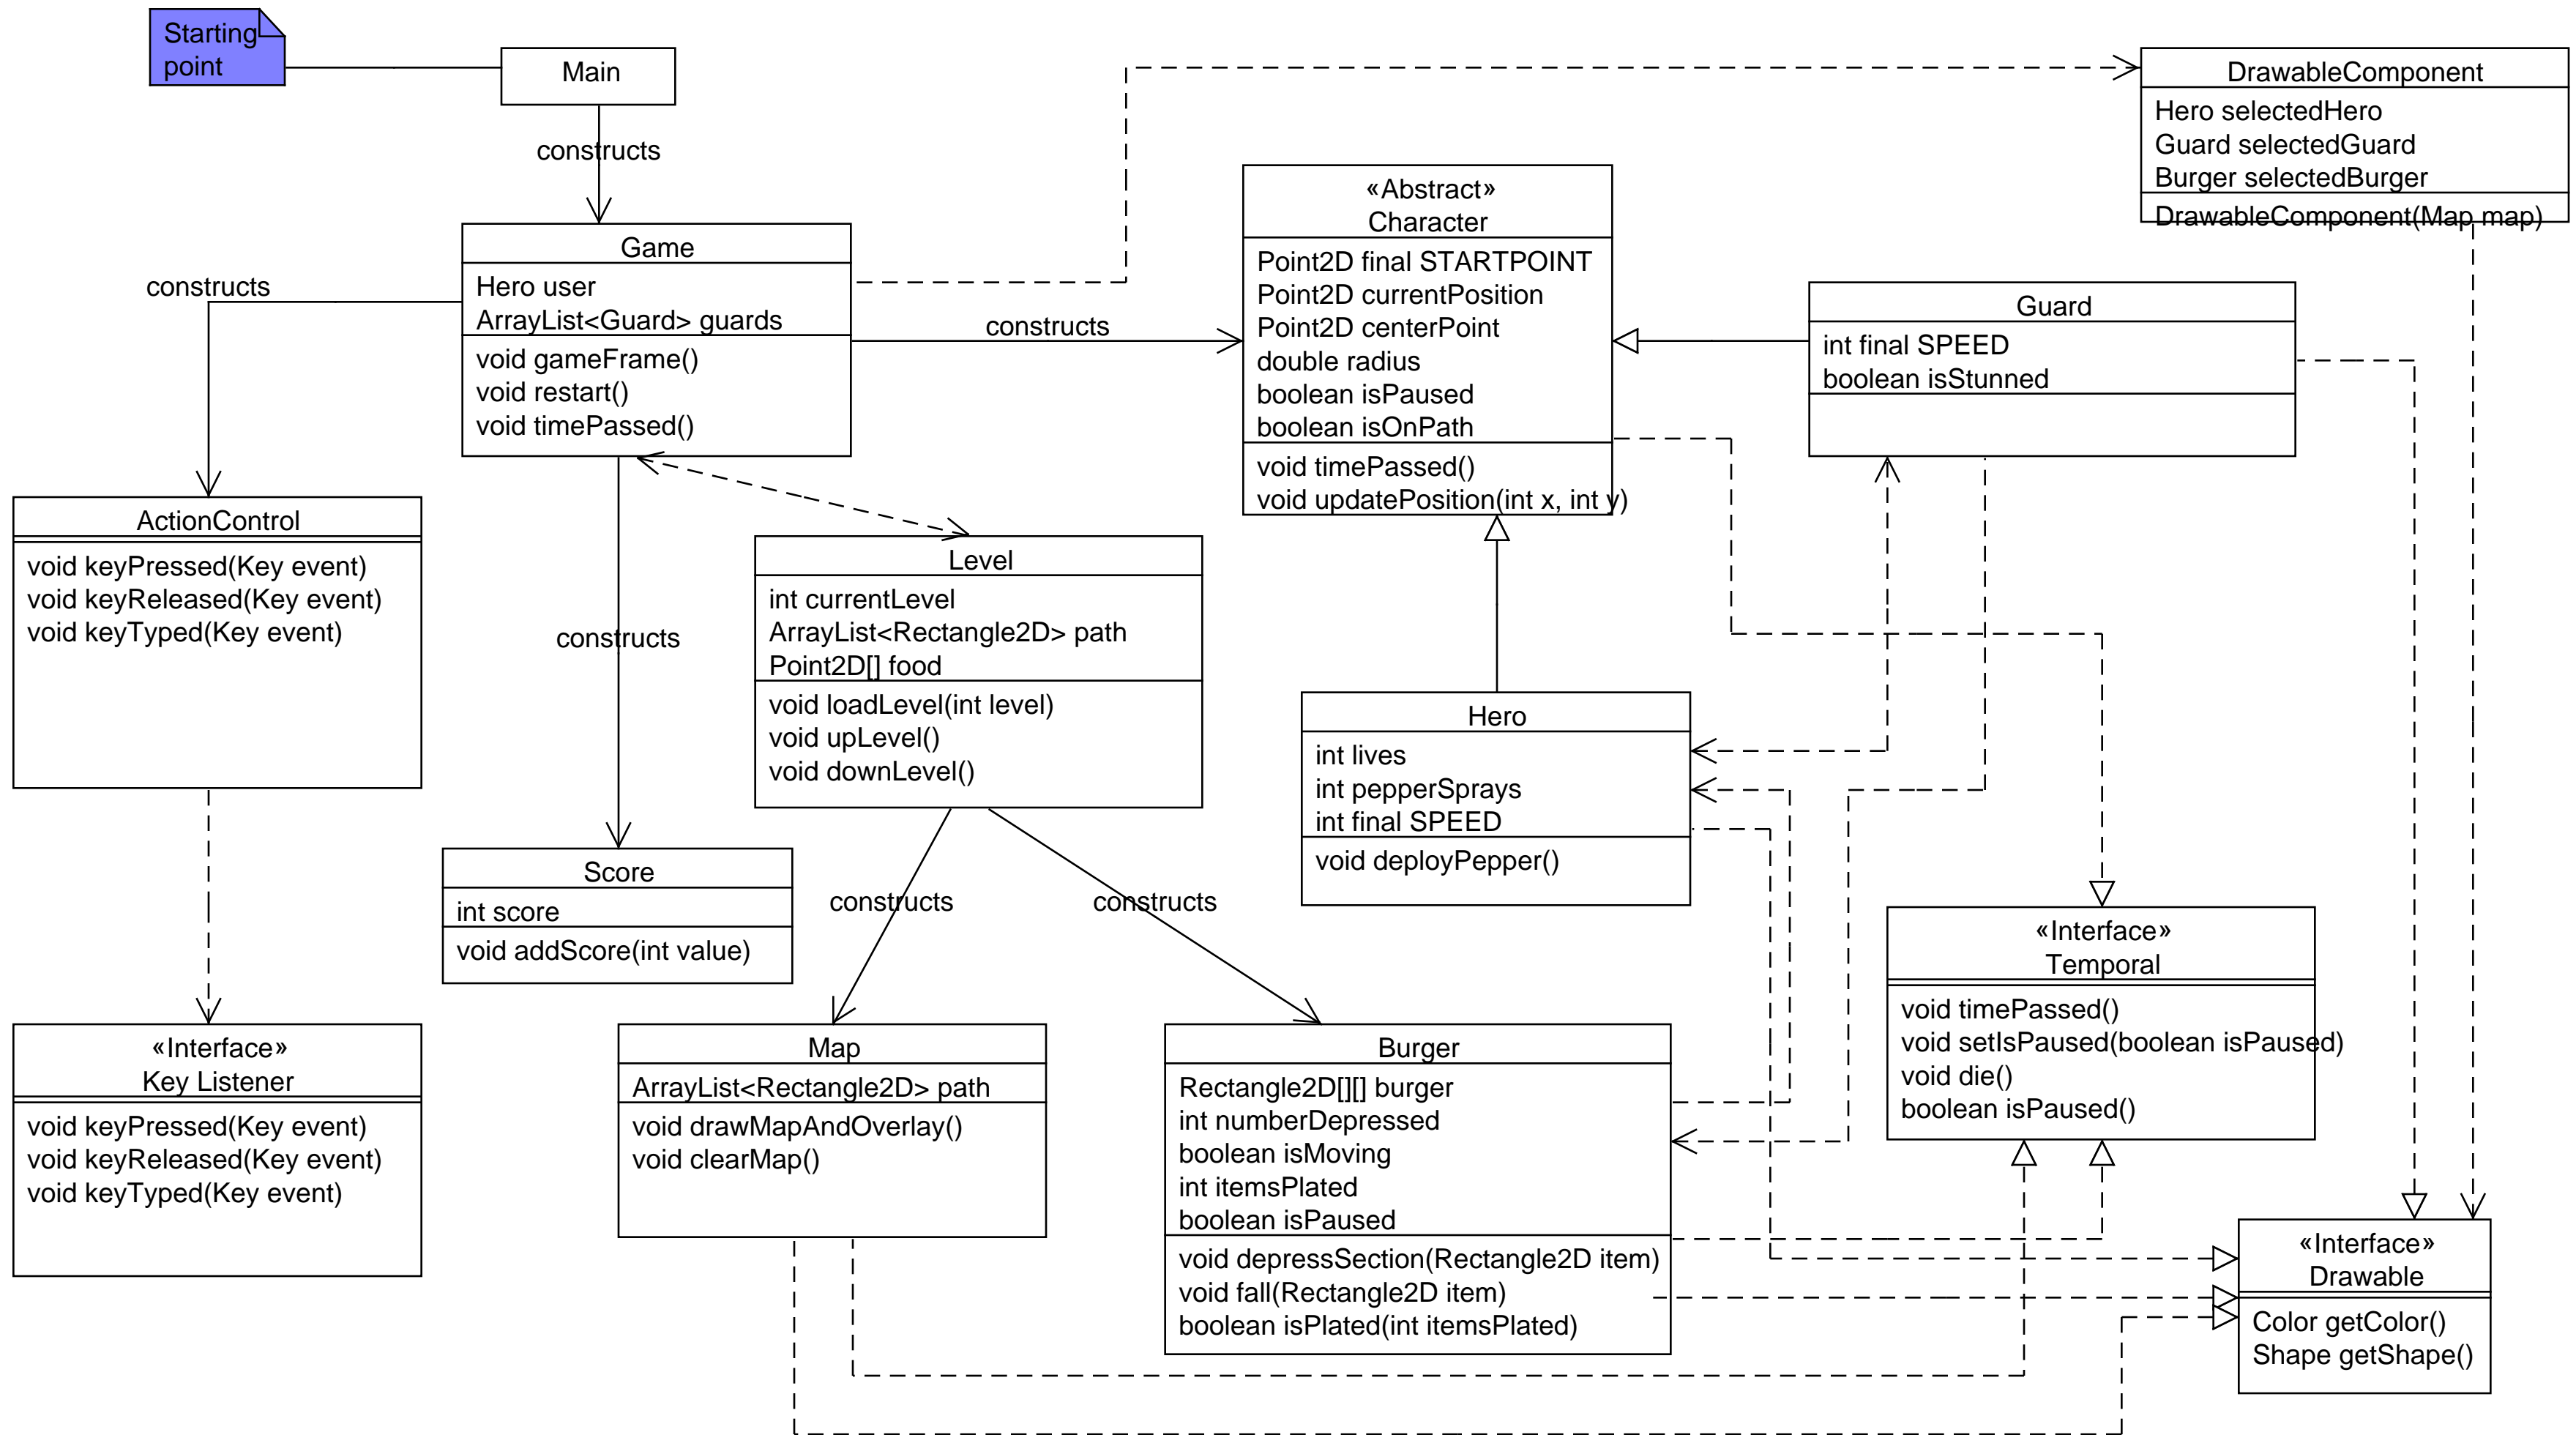 Starting
point
Main
constructs
Game
Hero user
ArrayList<Guard> guards
void gameFrame()
void restart()
void timePassed()
constructs
constructs
constructs
ActionControl
void keyPressed(Key event)
void keyReleased(Key event)
void keyTyped(Key event)
«Interface»
Key Listener
void keyPressed(Key event)
void keyReleased(Key event)
void keyTyped(Key event)
Score
int score
void addScore(int value)
Level
int currentLevel
ArrayList<Rectangle2D> path
Point2D[] food
void loadLevel(int level)
void upLevel()
void downLevel()
constructs
constructs
Map
ArrayList<Rectangle2D> path
void drawMapAndOverlay()
void clearMap()
Burger
Rectangle2D[][] burger
int numberDepressed
boolean isMoving
int itemsPlated
boolean isPaused
void depressSection(Rectangle2D item)
void fall(Rectangle2D item)
boolean isPlated(int itemsPlated)
«Abstract»
Character
Point2D final STARTPOINT
Point2D currentPosition
Point2D centerPoint
double radius
boolean isPaused
boolean isOnPath
void timePassed()
void updatePosition(int x, int y)
Hero
int lives
int pepperSprays
int final SPEED
void deployPepper()
Guard
int final SPEED
boolean isStunned
DrawableComponent
Hero selectedHero
Guard selectedGuard
Burger selectedBurger
DrawableComponent(Map map)
«Interface»
Temporal
void timePassed()
void setIsPaused(boolean isPaused)
void die()
boolean isPaused()
«Interface»
Drawable
Color getColor()
Shape getShape()